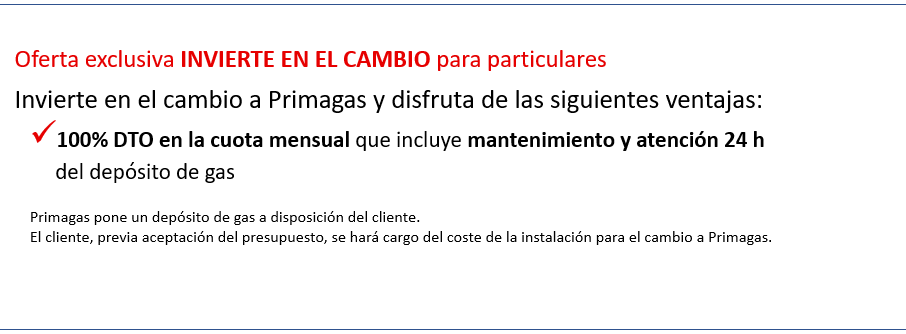 Oferta exclusiva INVIERTE EN EL CAMBIO para particulares
Invierte en el cambio a Primagas y disfruta de las siguientes ventajas:
100% DTO en la cuota mensual que incluye mantenimiento y atención 24 h
del depósito de gas
Primagas pone un depósito de gas a disposición del cliente.
El cliente, previa aceptación del presupuesto, se hará cargo del coste de la instalación para el cambio a Primagas.